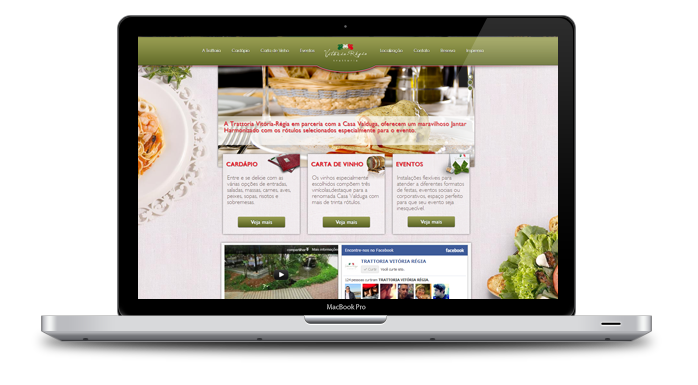 A Trattoria Cardápio Carta de Vinho Eventos Vitória Régia Localização Contato Reservas Imprensa
TRATTORIA
A Trattoria Vitória-Régia em parceria com a Casa Valduga, oferecem um maravilhoso Jantar
Harmonizado com os rótulos selecionados especialmente para o evento.
CARDÁPIO
Entre e se delicie com as
várias opções de entradas,
saladas, massas, carnes, aves,
peixes, sopas, risotos e
sobremesas.
Veja mais
CARTA DE VINHO
Os vinhos especialmente
escolhidos compõem três
vinícolas,destaque para a
renomada Casa Valduga com
mais de trinta rótulos.
Veja mais
EVENTOS
Instalações flexíveis para
atender a diferentes formatos
de festas, eventos sociais ou
corporativos, espaço perfeito
para que seu evento seja
inesquecível
Veja mais
compartilhar Mais informações
Encontre-nos no Facebook facebook
TRATTORIA VITÓRIA RÉGIA
Curtir Você curte isto.
pessoas curtiram TRATTORIA VITÓRIA RÉGIA
MacBook Pro